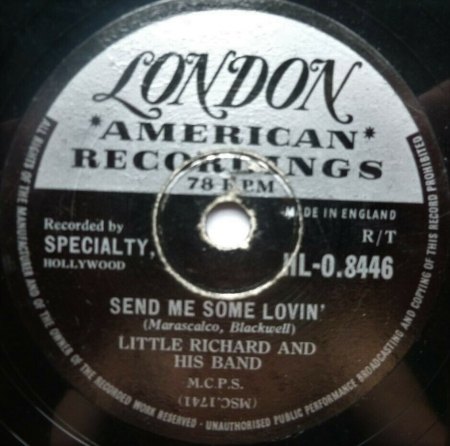 LONDON
*AMERICAN*
RECORDINGS
78 RPM
MADE IN ENGLAND
Recorded by
SPECIALTY,
HOLLYWOOD
R/T
HL-O.8446
SEND ME SOME LOVIN'
(Marascalco, Blackwell)
LITTLE RICHARD AND
HIS BAND
M.C.P.S.
(MSC.1741)
ALL RIGHTS OF THE MANUFACTURER AND OF THE OWNER OF THE RECORDED WORK RESERVED - UNAUTHORISED PUBLIC PERFORMANCE BROADCASTING AND COPYING OF THIS RECORD PROHIBITED